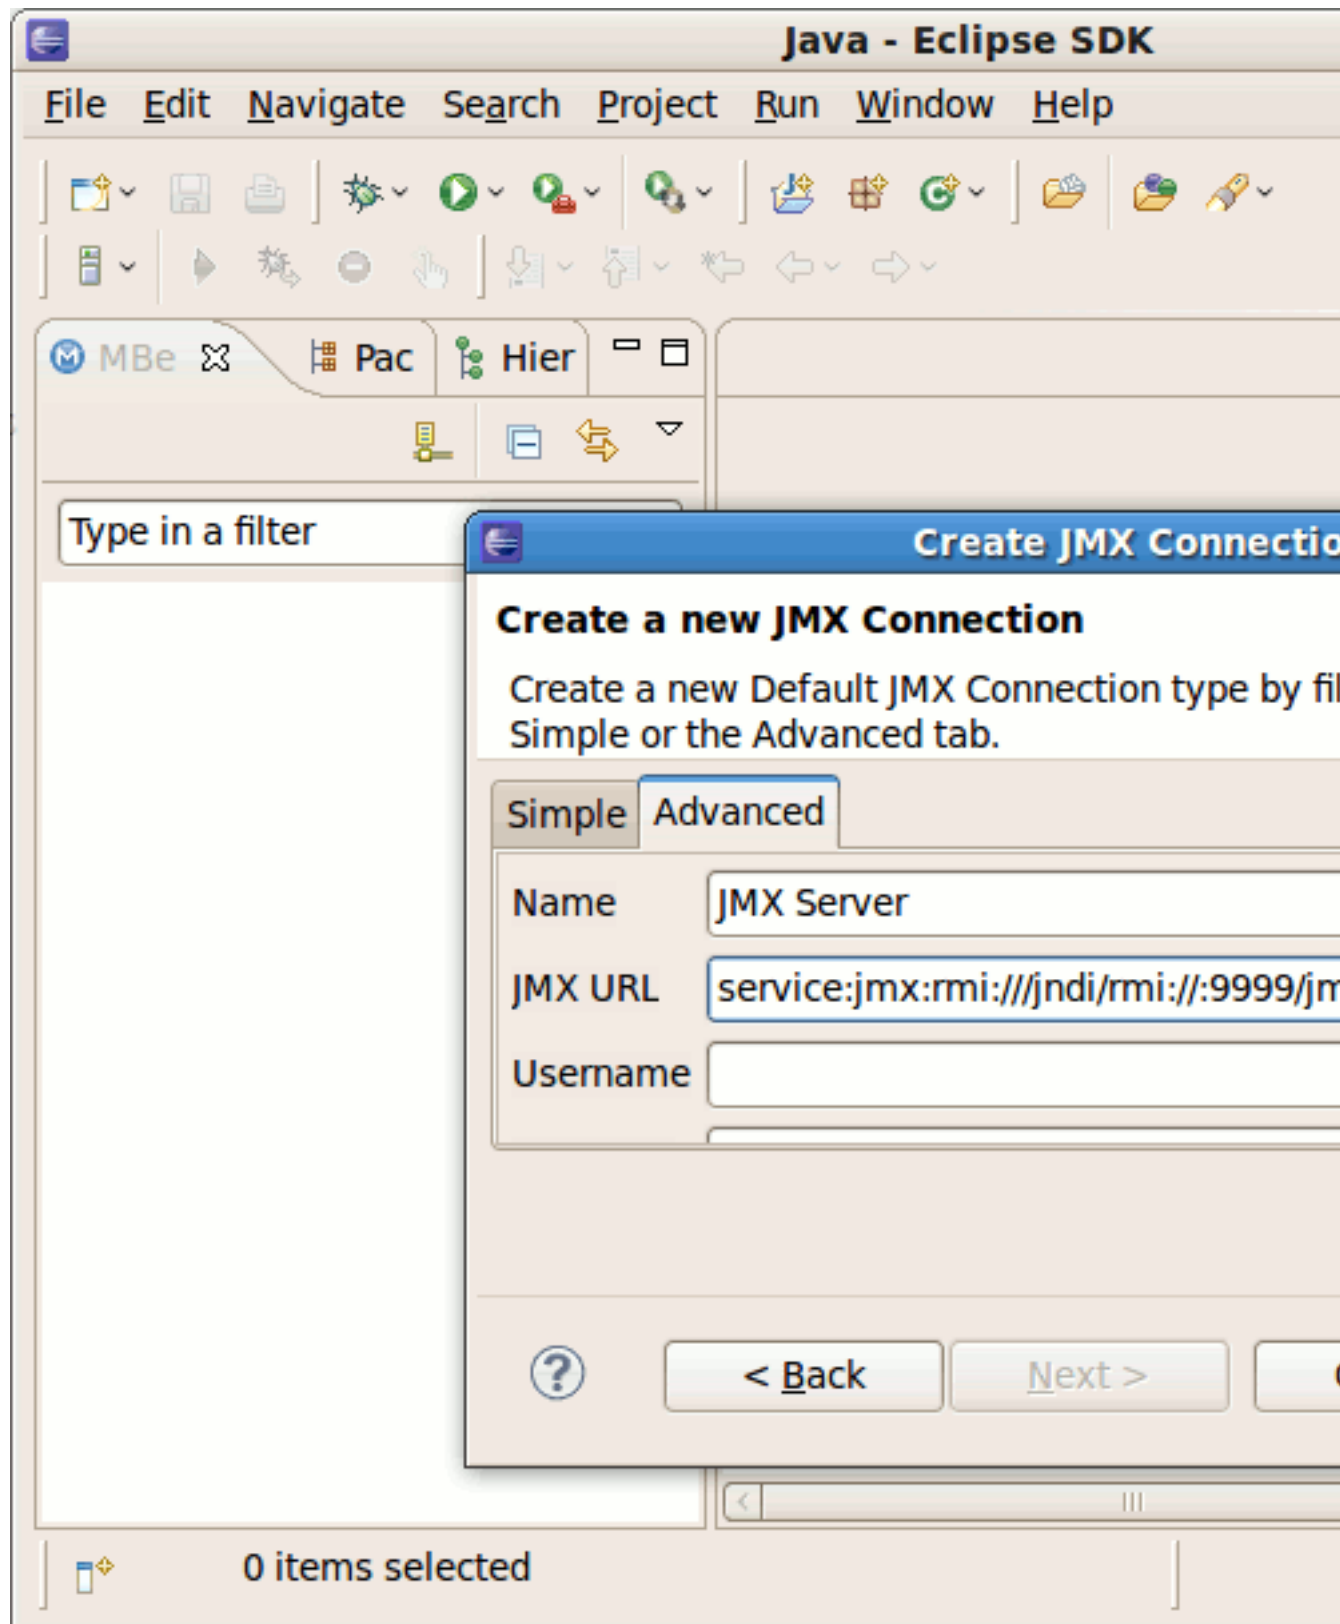 Java - Eclipse SDK
File Edit Navigate Search Project Run Window Help
MBe Pac Hier
Type in a filter
Create JMX
Create a new JMX Connection
Create a new Default JMX Connection type by
Simple or the Advanced tab.
Simple Advanced
Name JMX Server
JMX URL service:jmx:rmi:///jndi/rmi://:9999/jm
Username
< Back Next >
0 items selected